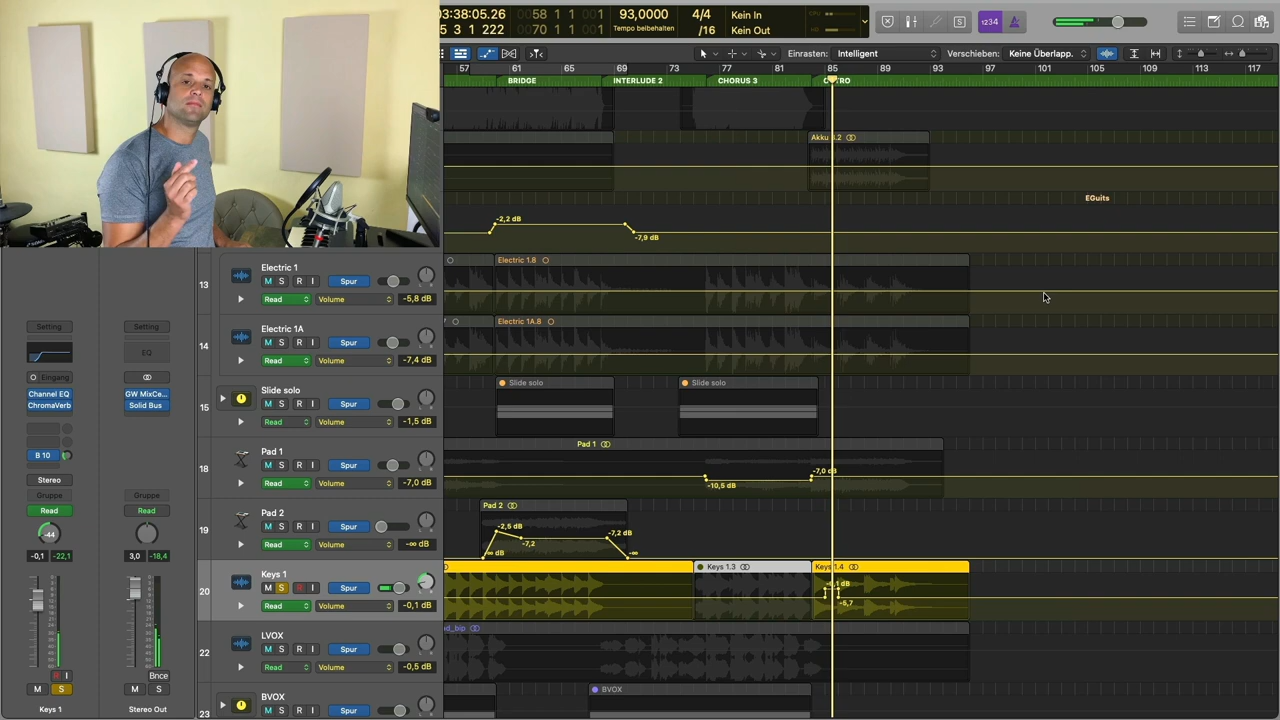 03:38:05.26
5 3 1 222
0058 1 1 001
0070 1 1 001
93,0000
Tempo beibehalten
4/4
/16
Kein In
Kein Out
CPU
HD
S
1234
Einrasten: Intelligent
Verschieben: Keine Überlapp.
57 61 65 69 73 77 81 85 89 93 97 101 105 109 113 117
BRIDGE
INTERLUDE 2
CHORUS 3
-2,2 dB
-7,9 dB
EGuits
13
Electric 1
M S R I
Spur
Read
Volume
-5,8 dB
Electric 1.8
14
Electric 1A
M S R I
Spur
Read
Volume
-7,4 dB
Electric 1A.8
15
Slide solo
M S R I
Spur
Read
Volume
-1,5 dB
Slide solo
Slide solo
18
Pad 1
M S R I
Spur
Read
Volume
-7,0 dB
Pad 1
-10,5 dB
-7,0 dB
19
Pad 2
M S R I
Spur
Read
Volume
-∞ dB
Pad 2
-2,5 dB
-7,2
-7,2 dB
-∞
20
Keys 1
M S R I
Spur
Read
Volume
-0,1 dB
Keys 1.3
Keys 1.4
-5,7
22
LVOX
M S R I
Spur
Read
Volume
-0,5 dB
23
BVOX
M S R I
Spur
BVOX
Setting
Setting
EQ
Eingang
Channel EQ
ChromaVerb
GW MixCe...
Solid Bus
B 10
Stereo
Gruppe
Gruppe
Read
Read
-44
-0,1 -22,1
3,0 -18,4
R I
Bnce
M S
M S
Keys 1
Stereo Out